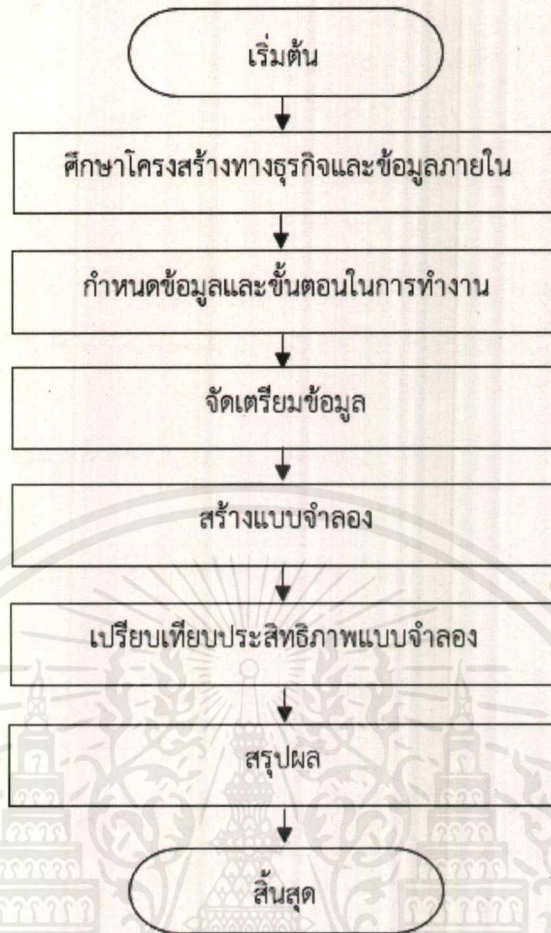 เริ่มต้น
ศึกษาโครงสร้างทางธุรกิจและข้อมูลภายใน
กำหนดข้อมูลและขั้นตอนในการทำงาน
จัดเตรียมข้อมูล
สร้างแบบจำลอง
เปรียบเทียบประสิทธิภาพแบบจำลอง
สรุปผล
สิ้นสุด